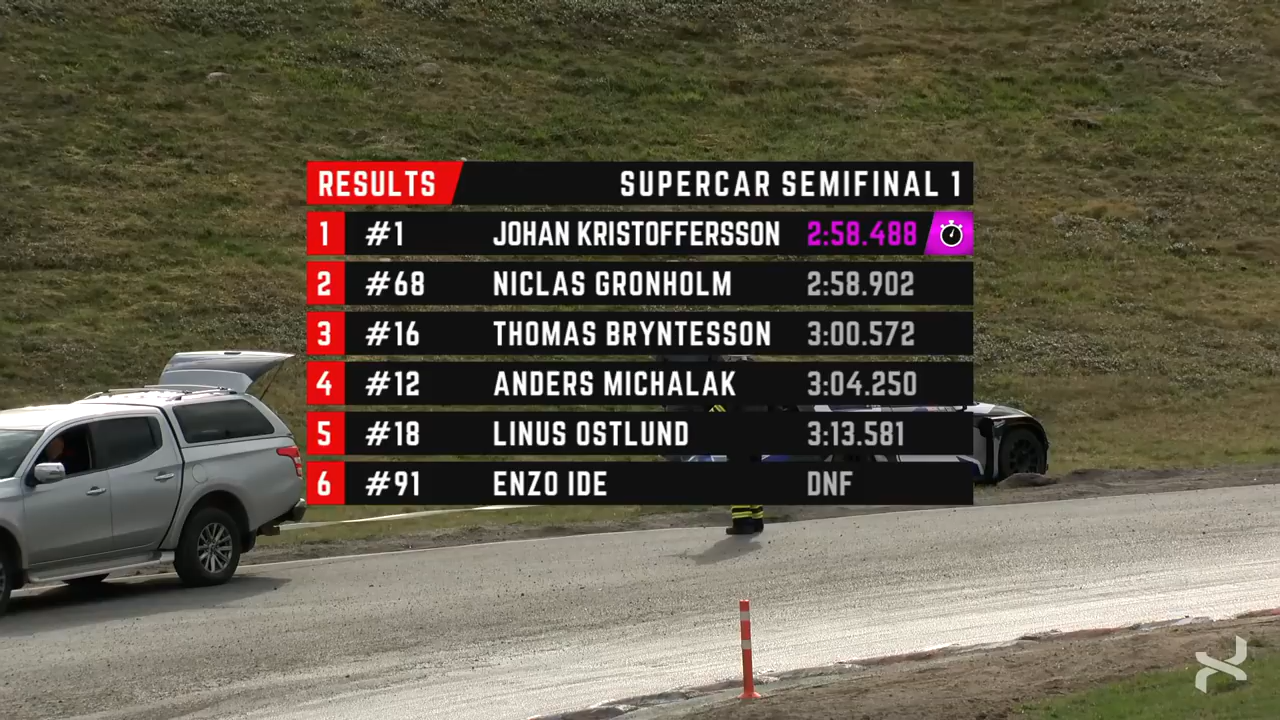 RESULTS SUPERCAR SEMIFINAL 1
1 #1 JOHAN KRISTOFFERSSON 2:58.488
2 #68 NICLAS GRONHOLM 2:58.902
3 #16 THOMAS BRYNTESSON 3:00.572
4 #12 ANDERS MICHALAK 3:04.250
5 #18 LINUS OSTLUND 3:13.581
6 #91 ENZO IDE DNF